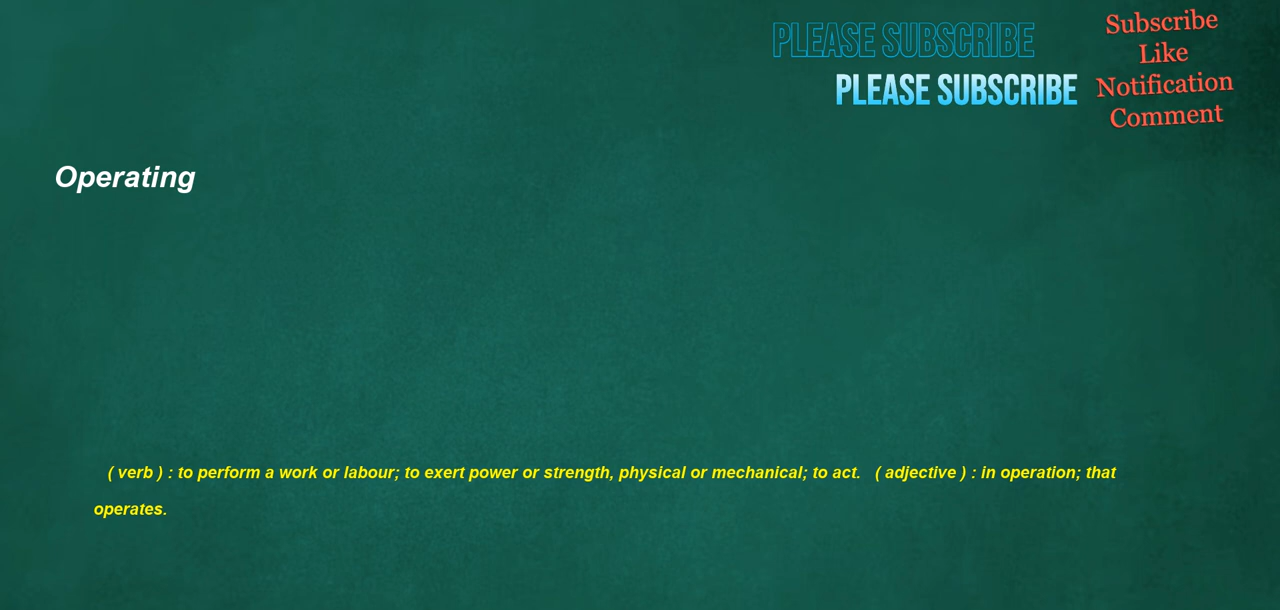 PLEASE SUBSCRIBE
PLEASE SUBSCRIBE
Subscribe
Like
Notification
Comment
Operating
( verb ) : to perform a work or labour; to exert power or strength, physical or mechanical; to act. ( adjective ) : in operation; that
operates.